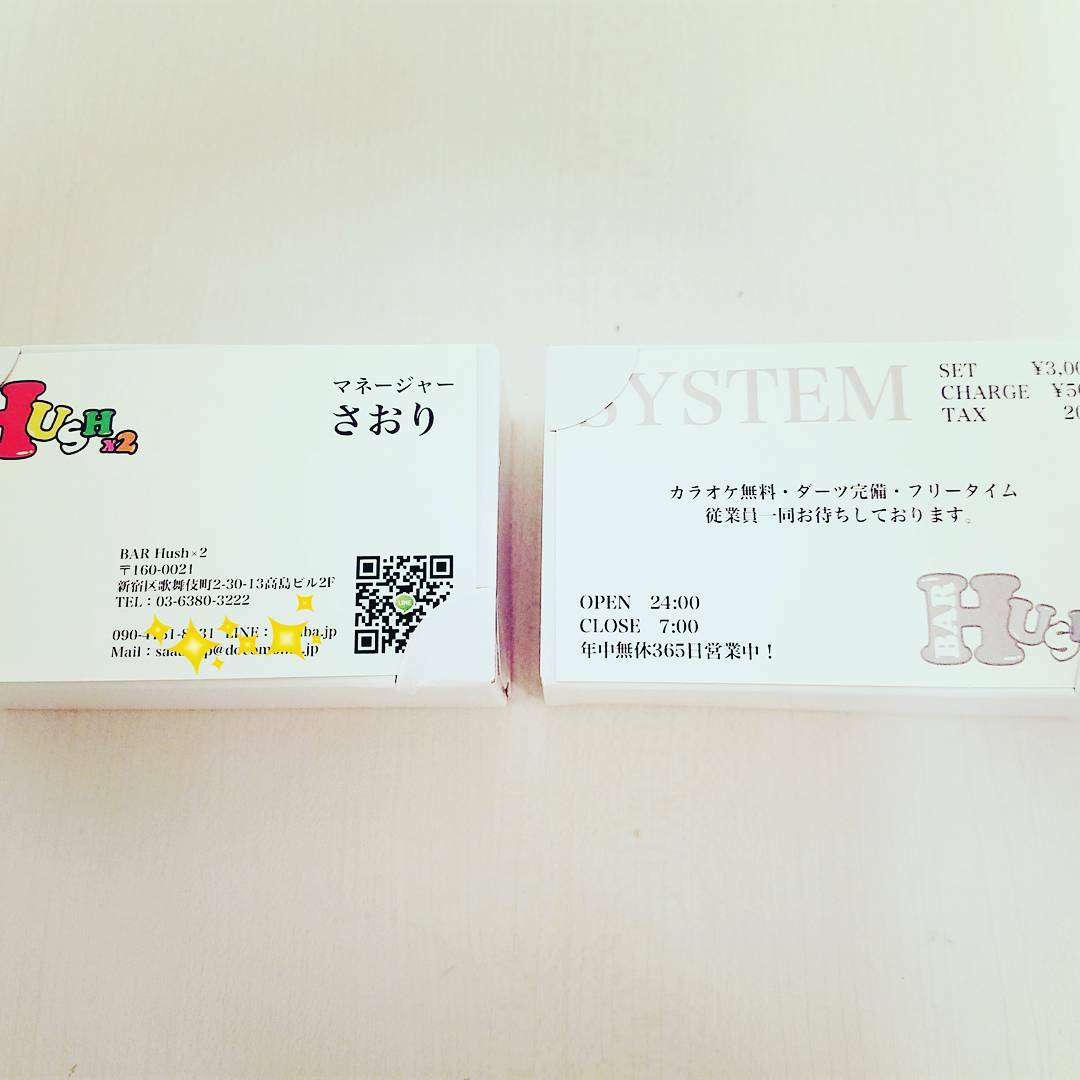 HUSH x2
マネージャー
さおり
BAR Hush×2
〒160-0021
新宿区歌舞伎町2-30-13高島ビル2F
TEL：03-6380-3222
LINE：
Mail：
SYSTEM
SET ¥3,00
CHARGE ¥50
TAX 20
カラオケ無料・ダーツ完備・フリータイム
従業員一同お待ちしております。
OPEN 24:00
CLOSE 7:00
年中無休365日営業中！
BAR HUSH